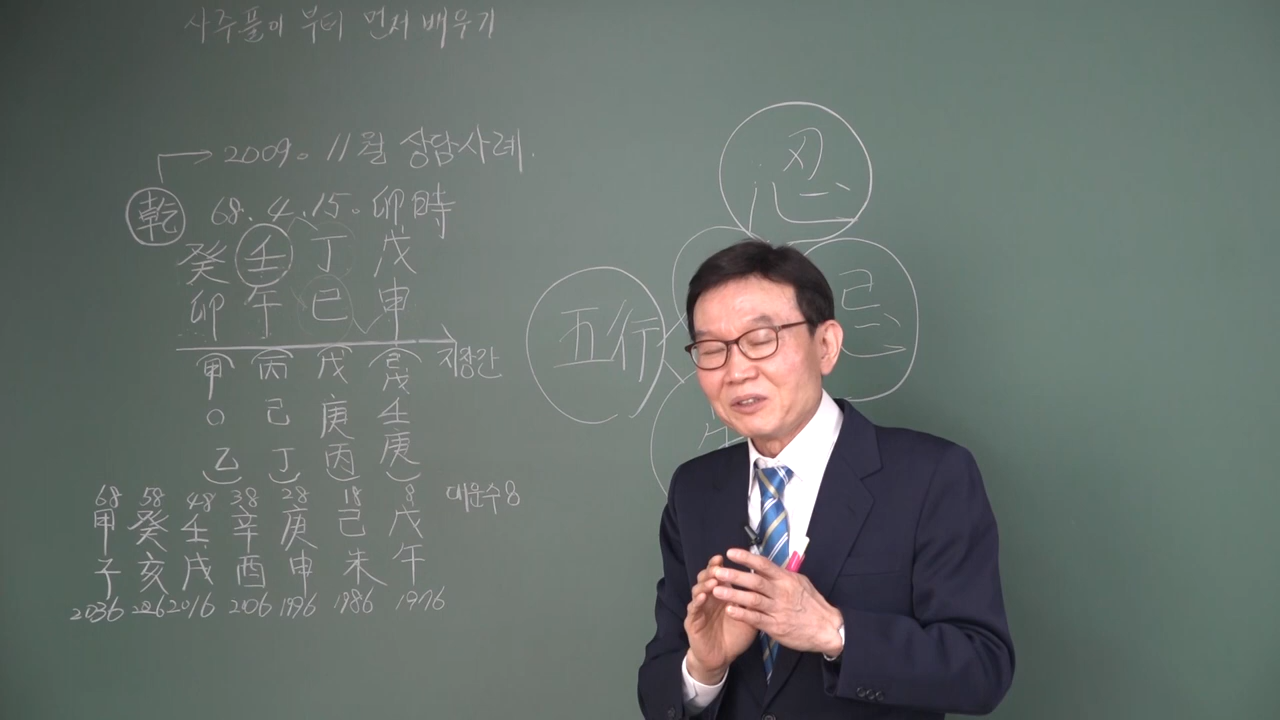 사주풀이 부터 먼저 배우기
2009. 11월 상담사례.
乾 68. 4. 15. 卯時
癸 壬 丁 戊
卯 午 巳 申
甲 丙 戊 己戊 지장간
○ 己 庚 壬
乙 丁 丙 庚
68 58 48 38 28 18 8 대운수용
甲 癸 壬 辛 庚 己 戊
子 亥 戌 酉 申 未 午
2036 2026 2016 2006 1996 1986 1976
忍
五行
忌